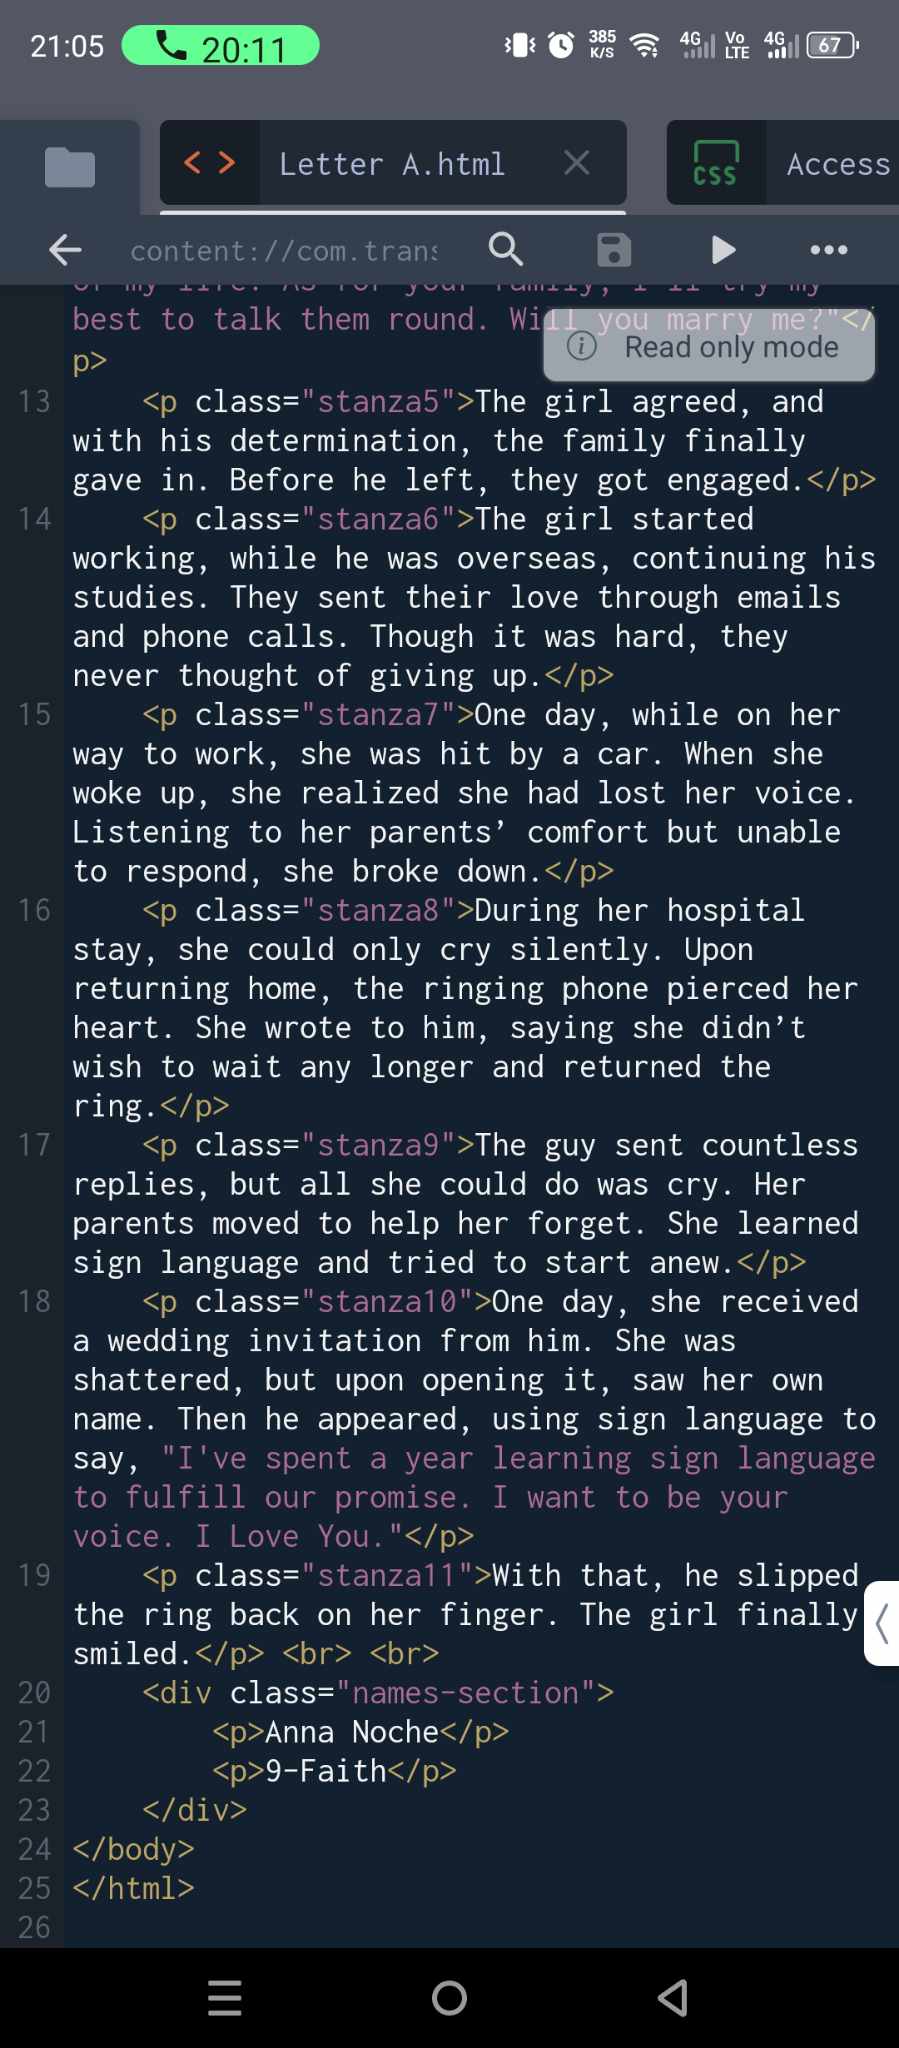 21:05 20:11 385 K/S 4G Vo LTE 4G 67
< > Letter A.html × CSS Access
content://com.trans
of my life. As for your family, I'll try my
best to talk them round. Will you marry me?"</
p>
Read only mode
13 <p class="stanza5">The girl agreed, and
with his determination, the family finally
gave in. Before he left, they got engaged.</p>
14 <p class="stanza6">The girl started
working, while he was overseas, continuing his
studies. They sent their love through emails
and phone calls. Though it was hard, they
never thought of giving up.</p>
15 <p class="stanza7">One day, while on her
way to work, she was hit by a car. When she
woke up, she realized she had lost her voice.
Listening to her parents’ comfort but unable
to respond, she broke down.</p>
16 <p class="stanza8">During her hospital
stay, she could only cry silently. Upon
returning home, the ringing phone pierced her
heart. She wrote to him, saying she didn’t
wish to wait any longer and returned the
ring.</p>
17 <p class="stanza9">The guy sent countless
replies, but all she could do was cry. Her
parents moved to help her forget. She learned
sign language and tried to start anew.</p>
18 <p class="stanza10">One day, she received
a wedding invitation from him. She was
shattered, but upon opening it, saw her own
name. Then he appeared, using sign language to
say, "I've spent a year learning sign language
to fulfill our promise. I want to be your
voice. I Love You."</p>
19 <p class="stanza11">With that, he slipped
the ring back on her finger. The girl finally
smiled.</p> <br> <br>
20 <div class="names-section">
21 <p>Anna Noche</p>
22 <p>9-Faith</p>
23 </div>
24 </body>
25 </html>
26